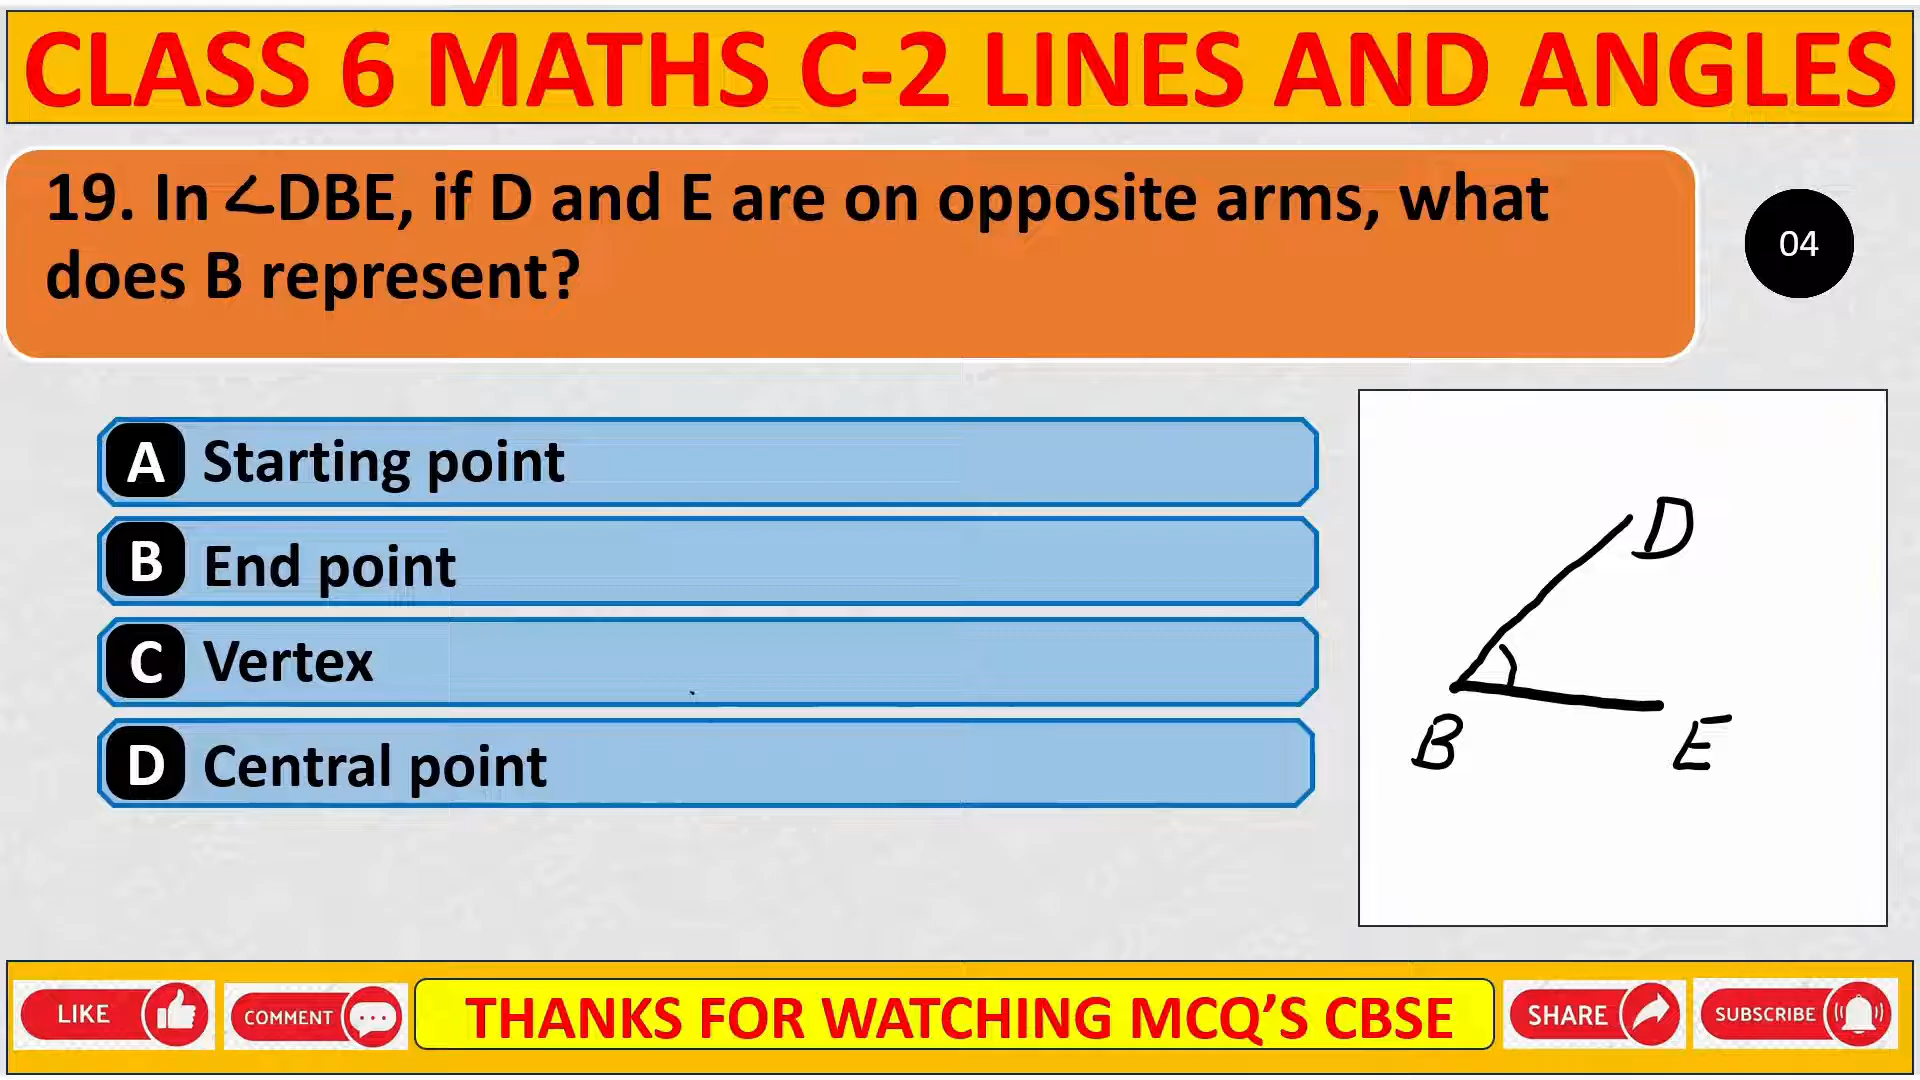 CLASS 6 MATHS C-2 LINES AND ANGLES
19. In ∠DBE, if D and E are on opposite arms, what
does B represent?
04
A Starting point
B End point
C Vertex
D Central point
D
B
E
LIKE
COMMENT
THANKS FOR WATCHING MCQ’S CBSE
SHARE
SUBSCRIBE